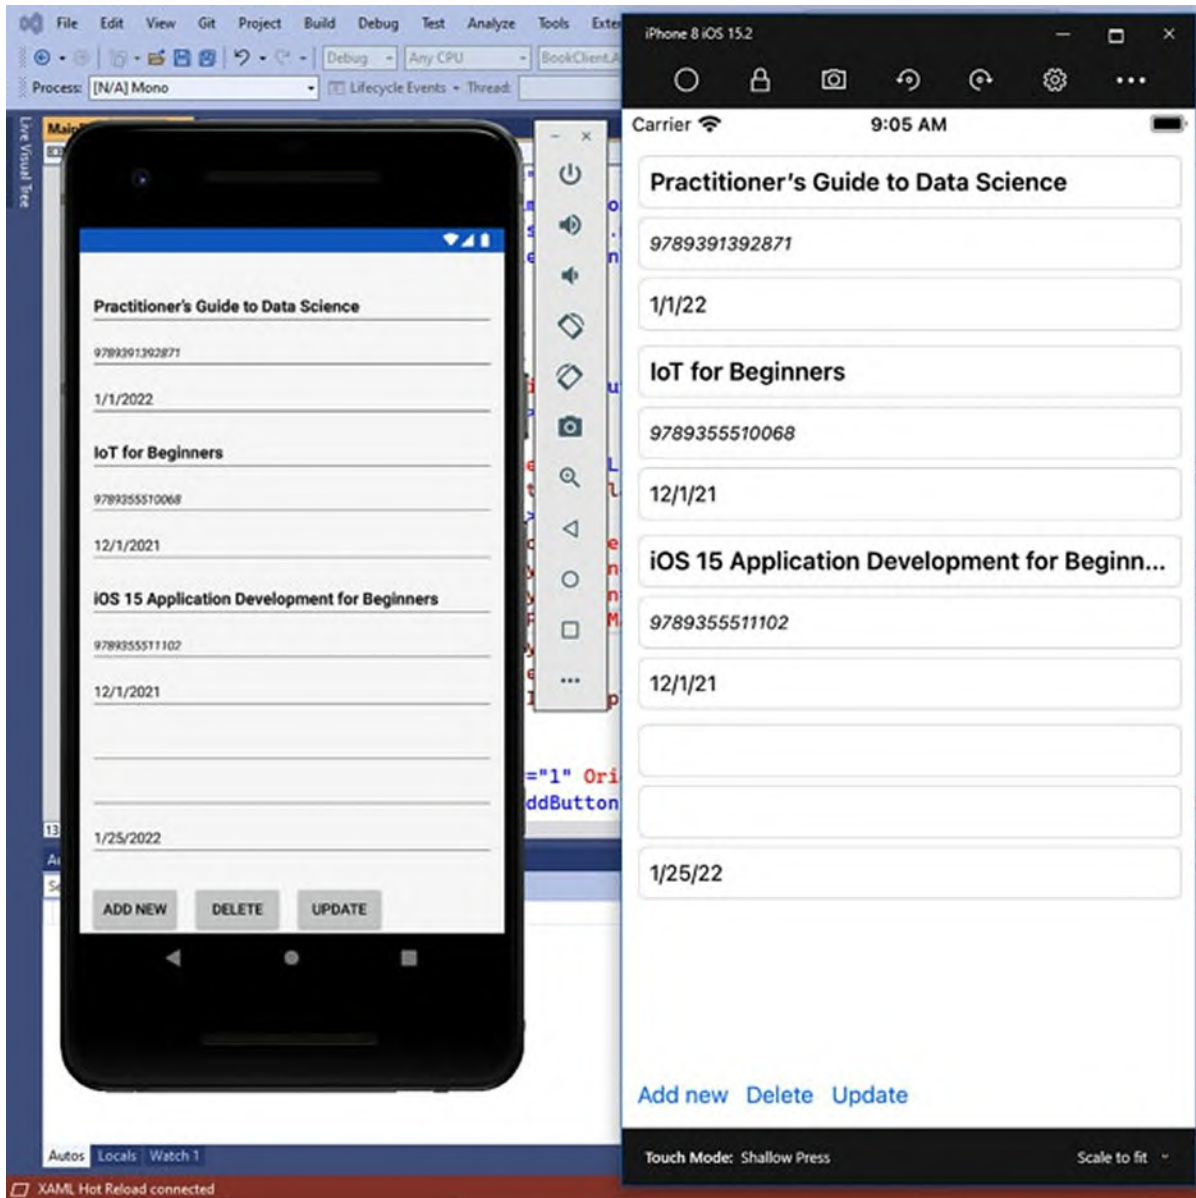 File Edit View Git Project Build Debug Test Analyze Tools
Debug Any CPU BookClient.A
Process: [N/A] Mono Lifecycle Events Thread:
Live Visual Tree
Practitioner's Guide to Data Science
9789391392871
1/1/2022
IoT for Beginners
9789355510068
12/1/2021
iOS 15 Application Development for Beginners
9789355511102
12/1/2021
1/25/2022
ADD NEW DELETE UPDATE
="1" Ori
ddButton
Autos Locals Watch 1
XAML Hot Reload connected
iPhone 8 iOS 15.2
Carrier 9:05 AM
Practitioner's Guide to Data Science
9789391392871
1/1/22
IoT for Beginners
9789355510068
12/1/21
iOS 15 Application Development for Beginn...
9789355511102
12/1/21
1/25/22
Add new Delete Update
Touch Mode: Shallow Press Scale to fit